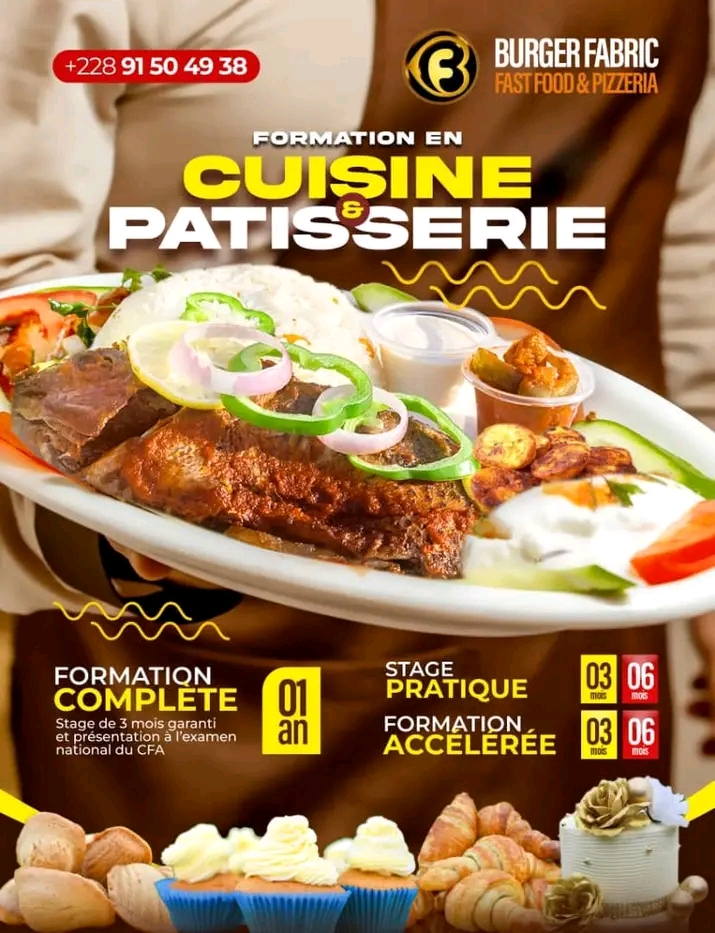 +228 91 50 49 38
BURGER FABRIC
FAST FOOD & PIZZERIA
FORMATION EN
CUISINE
&
PATISSERIE
FORMATION
COMPLÈTE
Stage de 3 mois garanti
et présentation à l'examen
national du CFA
01
an
STAGE
PRATIQUE
03 mois
06 mois
FORMATION
ACCÉLÉRÉE
03 mois
06 mois